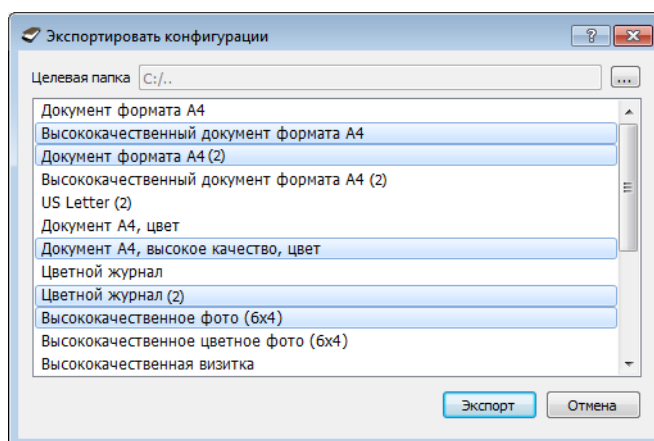 Экспортировать конфигурации
Целевая папка C:/.. ...
Документ формата A4
Высококачественный документ формата A4
Документ формата A4 (2)
Высококачественный документ формата A4 (2)
US Letter (2)
Документ A4, цвет
Документ A4, высокое качество, цвет
Цветной журнал
Цветной журнал (2)
Высококачественное фото (6x4)
Высококачественное цветное фото (6x4)
Высококачественная визитка
Экспорт Отмена